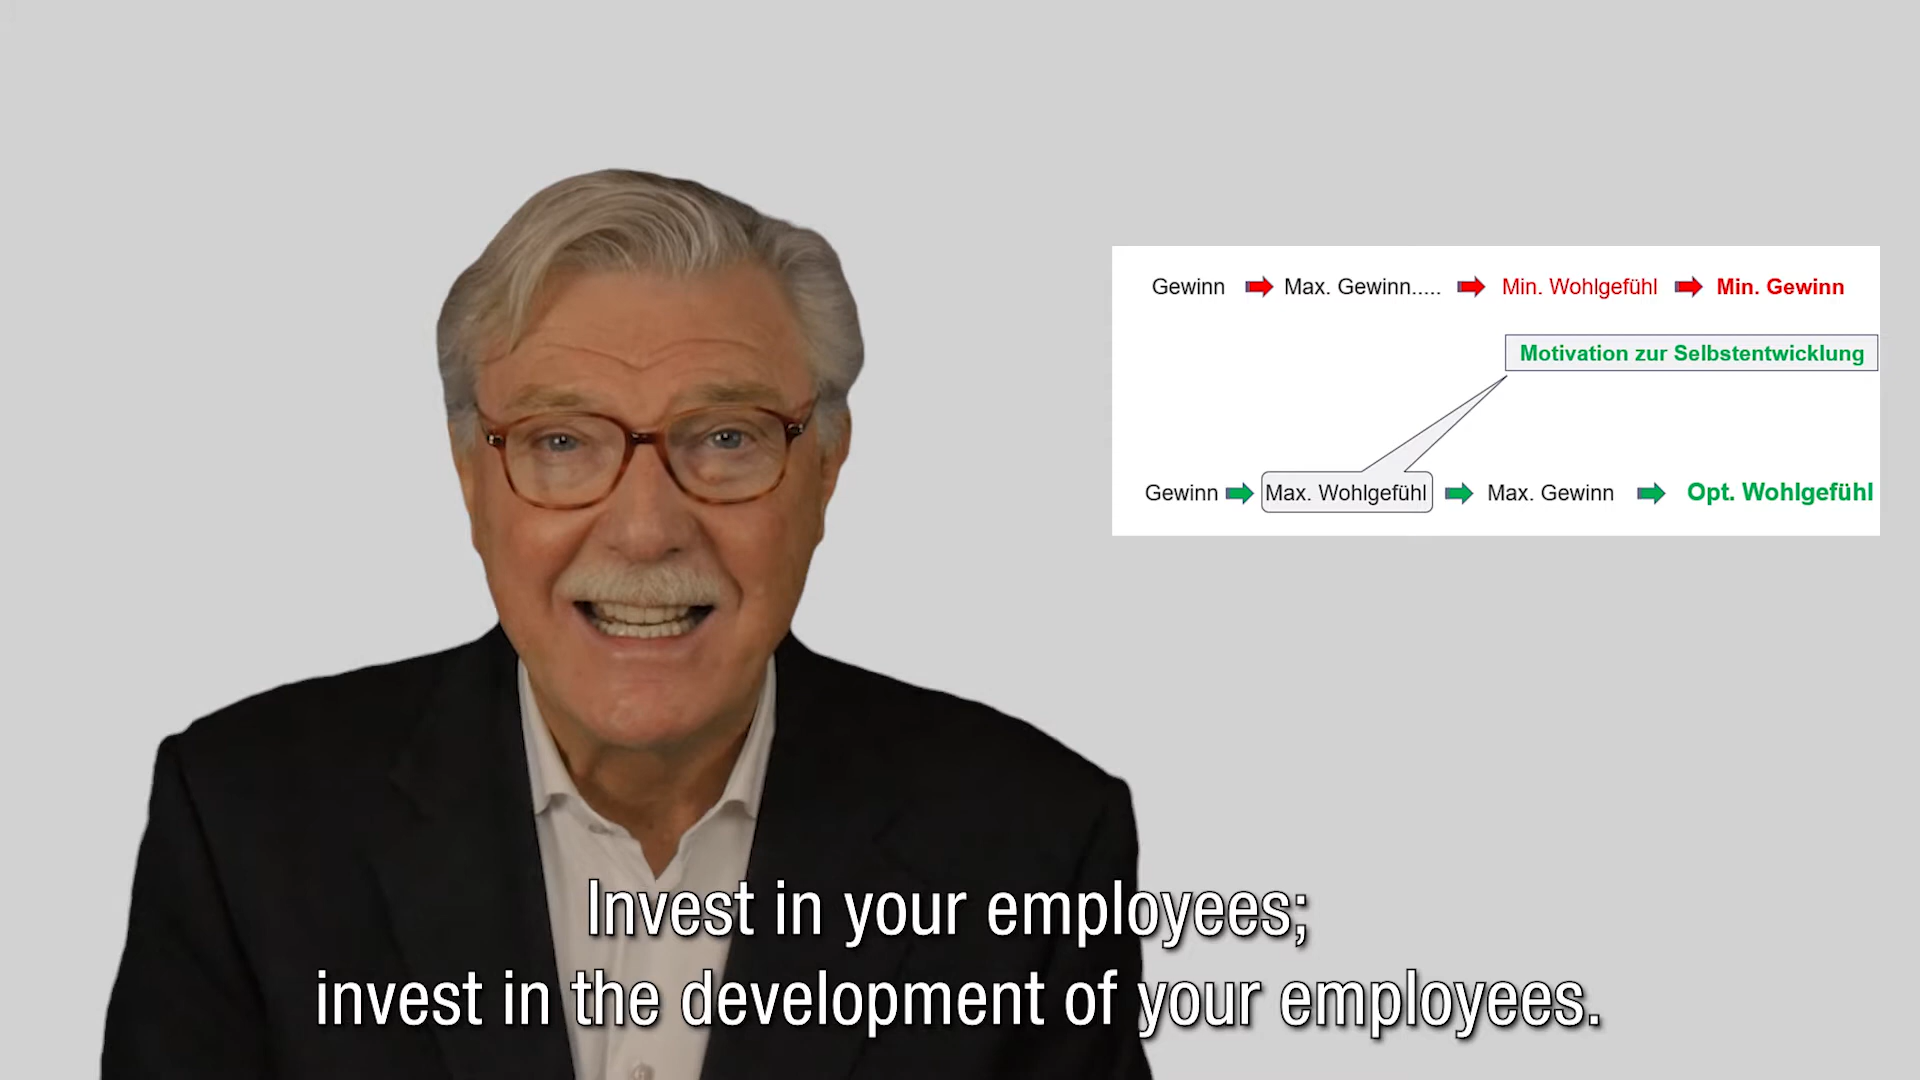 Gewinn Max. Gewinn..... Min. Wohlgefühl Min. Gewinn
Motivation zur Selbstentwicklung
Gewinn Max. Wohlgefühl Max. Gewinn Opt. Wohlgefühl
Invest in your employees;
invest in the development of your employees.